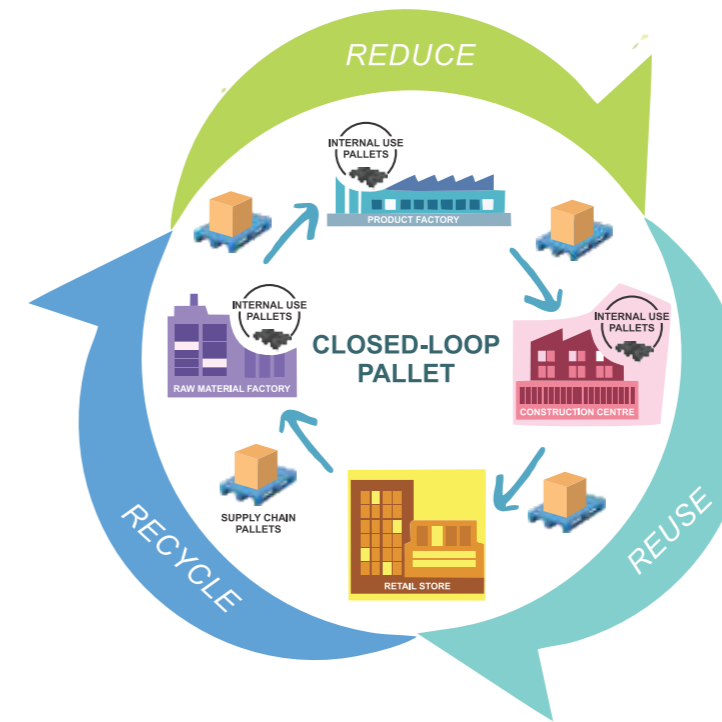 REDUCE
INTERNAL USE
PALLETS
PRODUCT FACTORY
INTERNAL USE
PALLETS
RAW MATERIAL FACTORY
CLOSED-LOOP
PALLET
INTERNAL USE
PALLETS
CONSTRUCTION CENTRE
SUPPLY CHAIN
PALLETS
RETAIL STORE
RECYCLE
REUSE